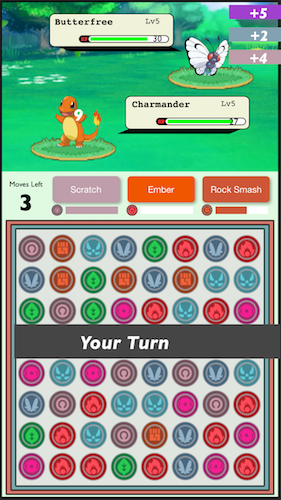 Butterfree Lv5
30
+5
+2
+4
Charmander Lv5
27
Moves Left
3
Scratch
Ember
Rock Smash
Your Turn